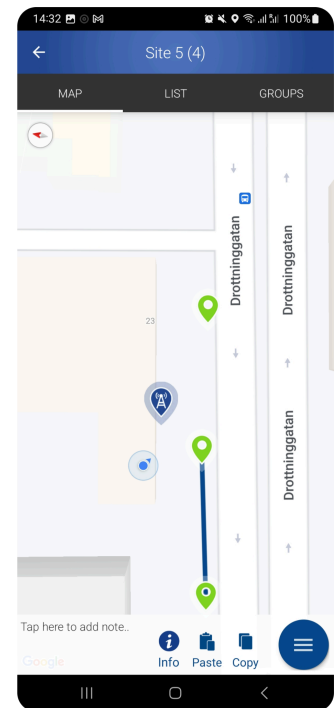 14:32 100%
Site 5 (4)
MAP LIST GROUPS
Drottninggatan
Drottninggatan
23
Drottninggatan
Tap here to add note..
Google
Info Paste Copy